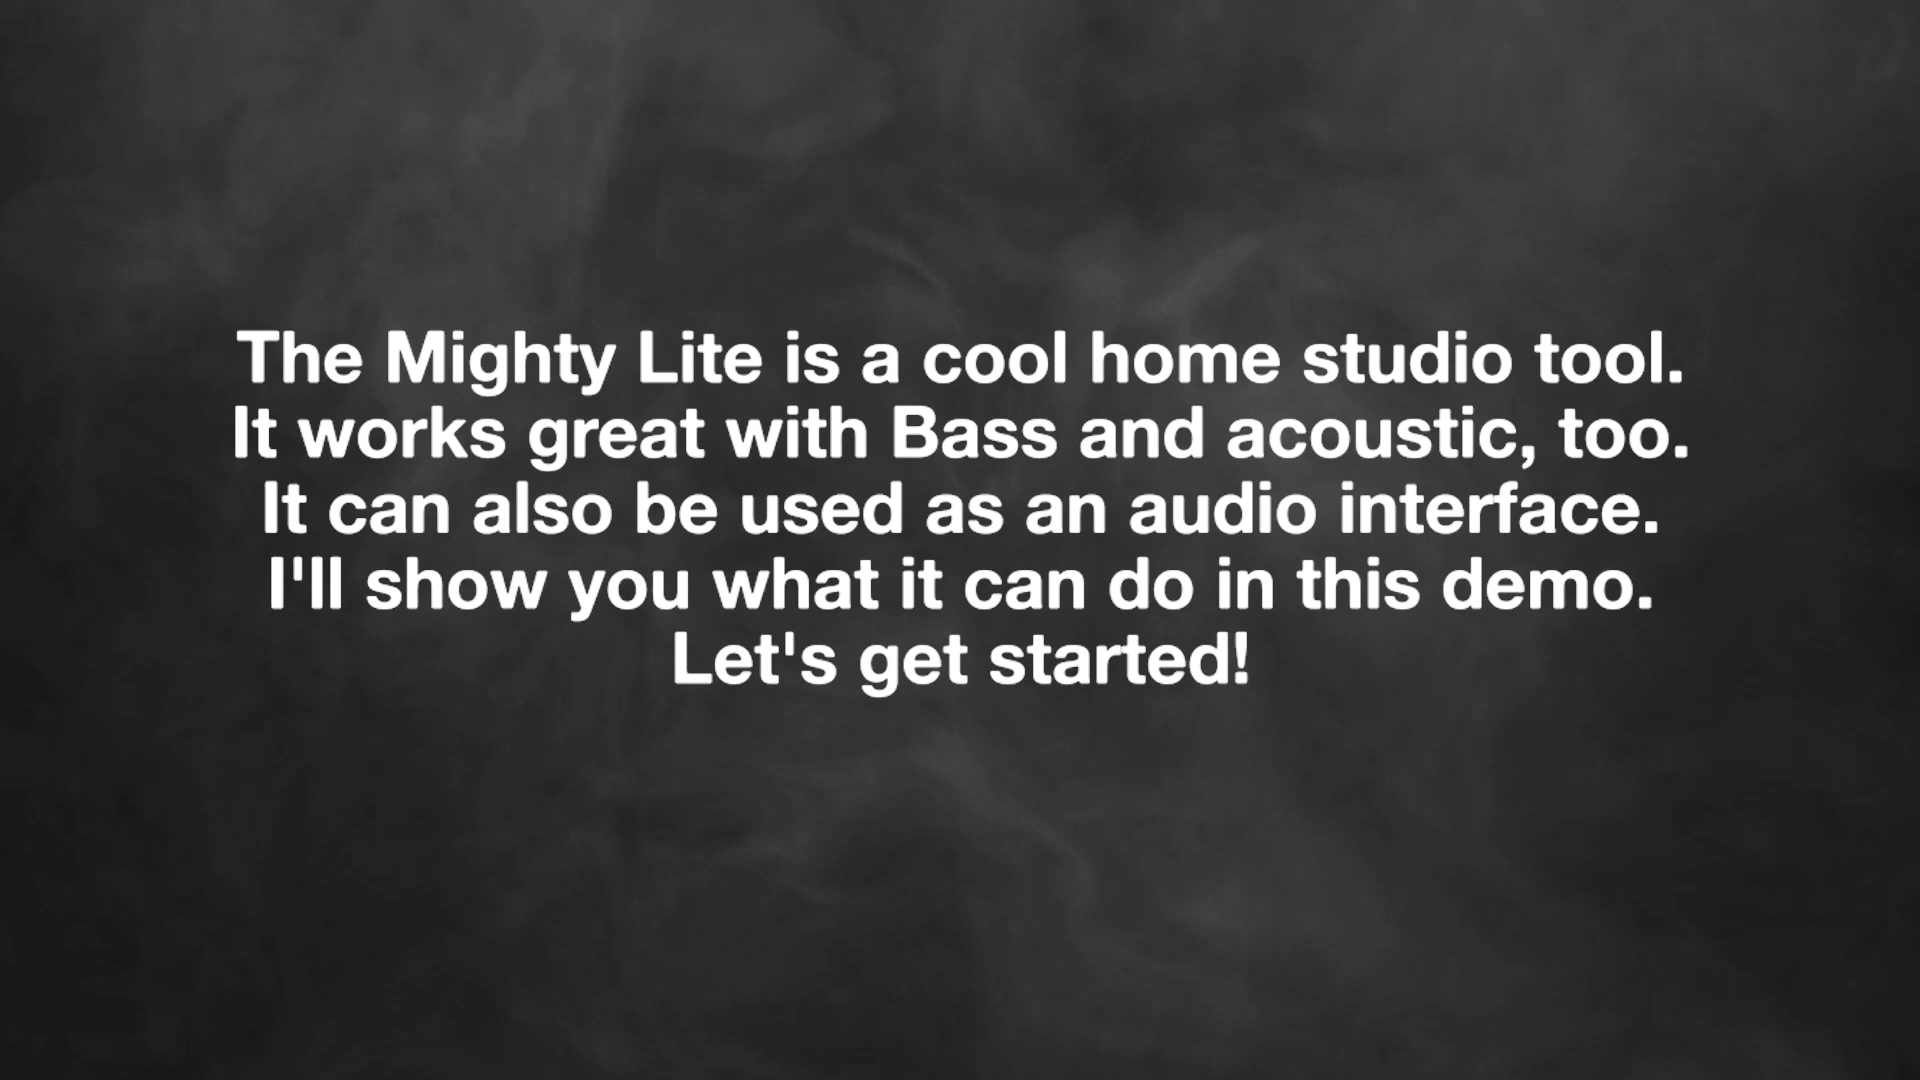 The Mighty Lite is a cool home studio tool.
It works great with Bass and acoustic, too.
It can also be used as an audio interface.
I'll show you what it can do in this demo.
Let's get started!